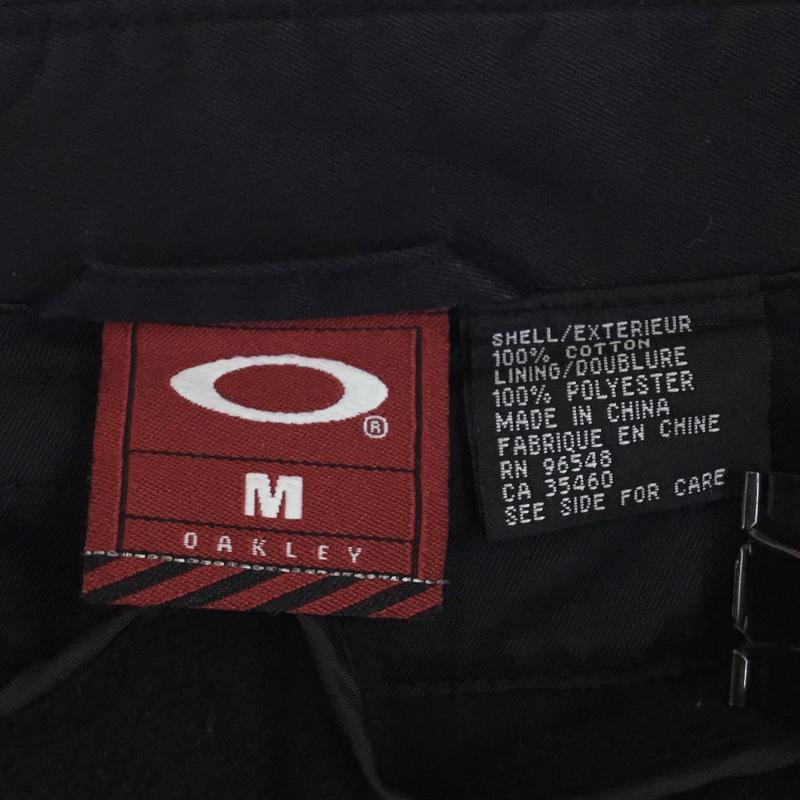 ®
M
OAKLEY
SHELL/EXTERIEUR
100% COTTON
LINING/DOUBLURE
100% POLYESTER
MADE IN CHINA
FABRIQUE EN CHINE
RN 96548
CA 35460
SEE SIDE FOR CARE